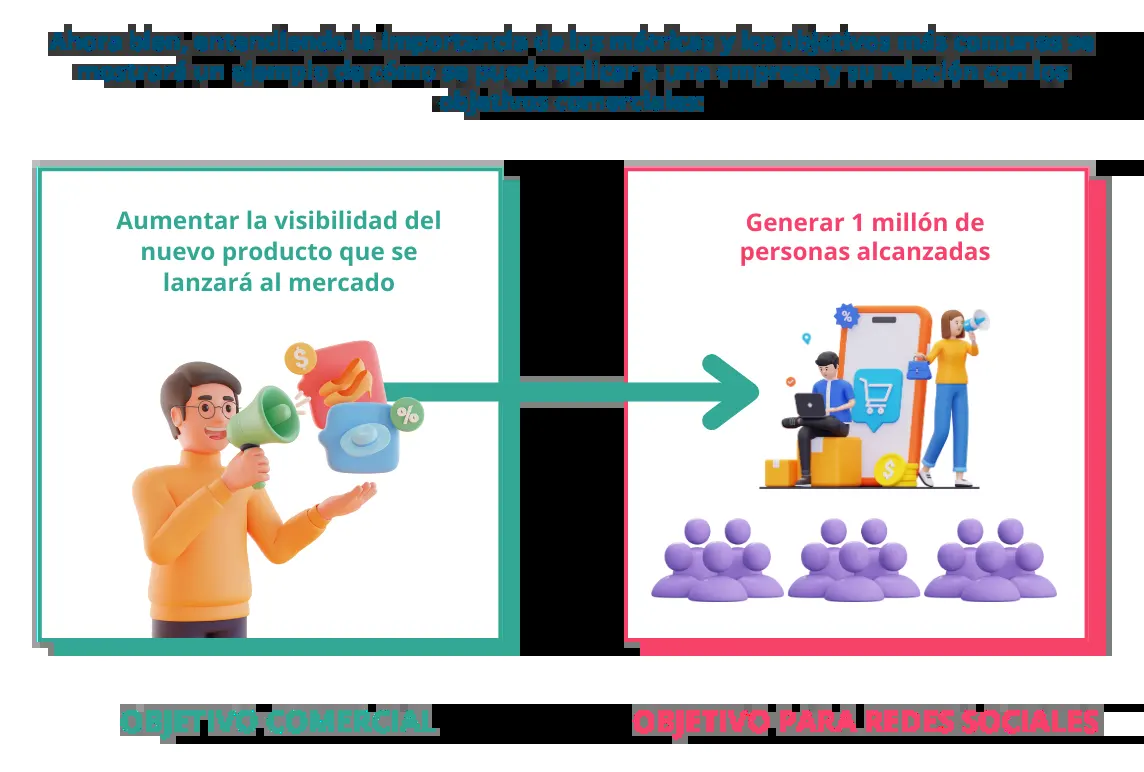 Ahora bien, entendiendo la importancia de las métricas y los objetivos más comunes se
mostrará un ejemplo de cómo se puede aplicar a una empresa y su relación con los
objetivos comerciales:
Aumentar la visibilidad del
nuevo producto que se
lanzará al mercado
Generar 1 millón de
personas alcanzadas
$
%
%
$
OBJETIVO COMERCIAL
OBJETIVO PARA REDES SOCIALES